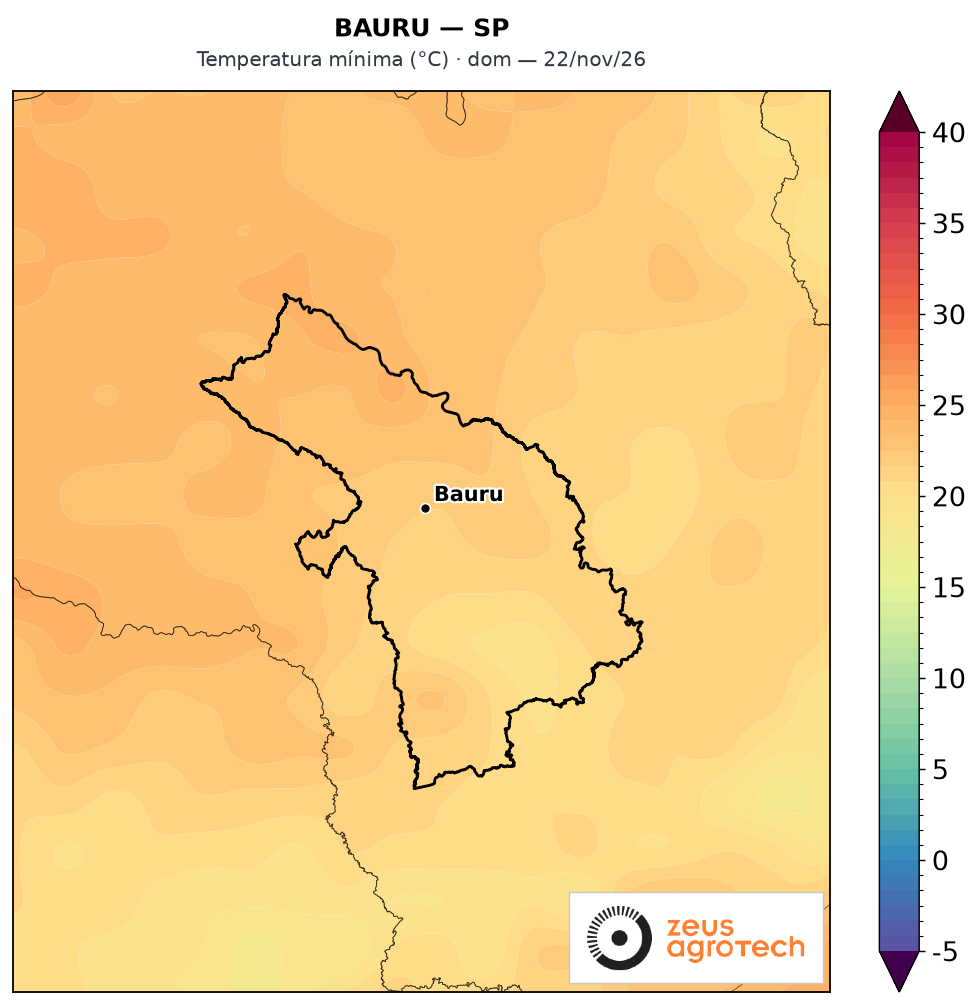 BAURU — SP
Temperatura mínima (°C) · dom — 22/nov/26
40
35
30
25
20
15
10
5
0
-5
Bauru
zeus
agrotech